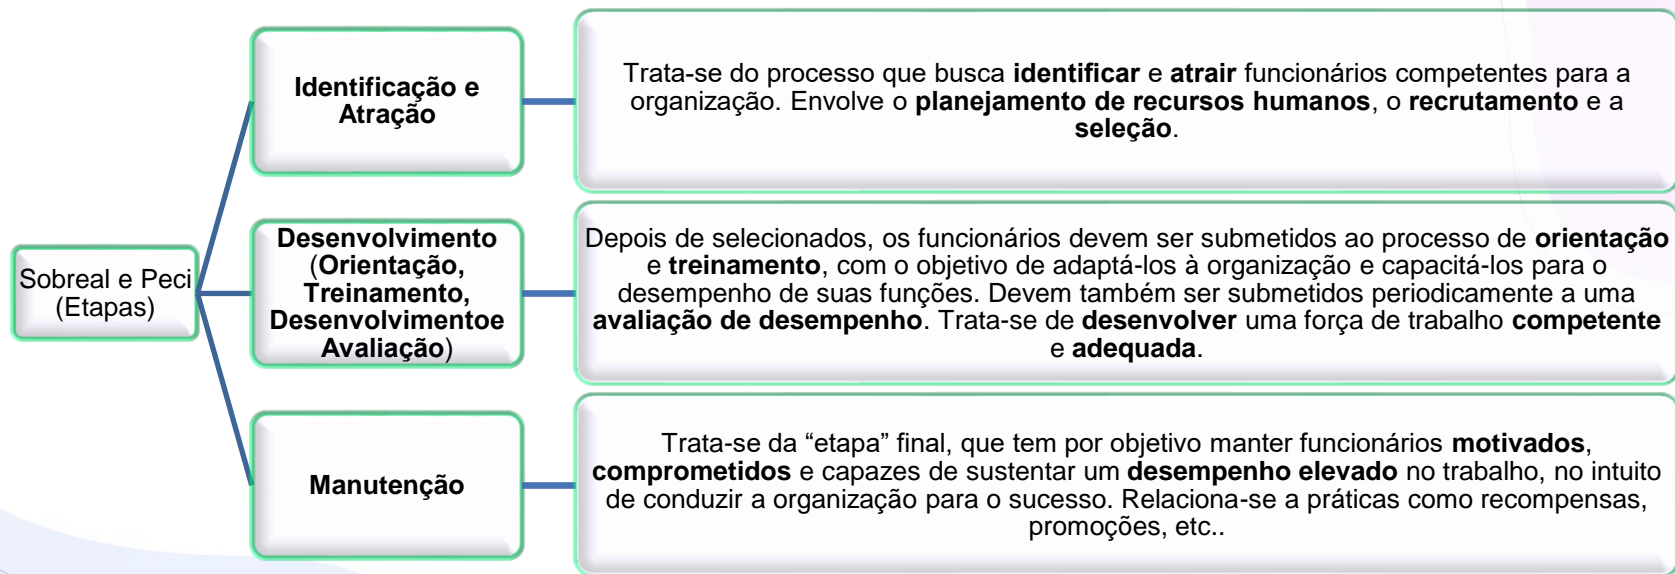 Sobreal e Peci
(Etapas)
Identificação e
Atração
Trata-se do processo que busca identificar e atrair funcionários competentes para a
organização. Envolve o planejamento de recursos humanos, o recrutamento e a
seleção.
Desenvolvimento
(Orientação,
Treinamento,
Desenvolvimentoe
Avaliação)
Depois de selecionados, os funcionários devem ser submetidos ao processo de orientação
e treinamento, com o objetivo de adaptá-los à organização e capacitá-los para o
desempenho de suas funções. Devem também ser submetidos periodicamente a uma
avaliação de desempenho. Trata-se de desenvolver uma força de trabalho competente
e adequada.
Manutenção
Trata-se da “etapa” final, que tem por objetivo manter funcionários motivados,
comprometidos e capazes de sustentar um desempenho elevado no trabalho, no intuito
de conduzir a organização para o sucesso. Relaciona-se a práticas como recompensas,
promoções, etc..